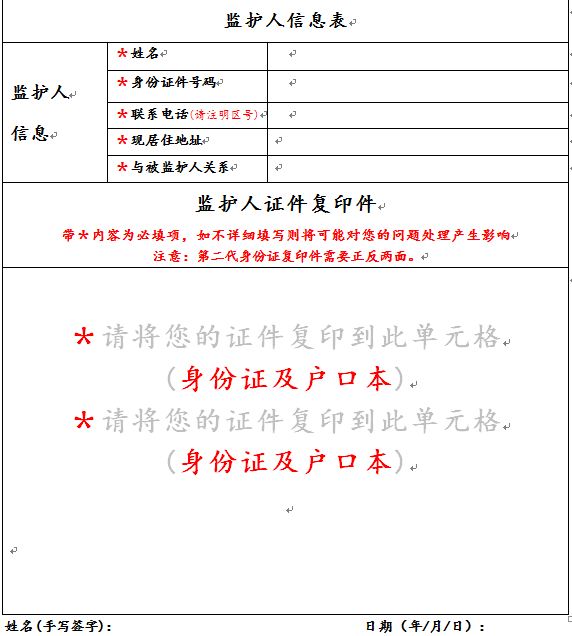 监护人信息表
监护人
信息
*姓名
*身份证件号码
*联系电话(请注明区号)
*现居住地址
*与被监护人关系
监护人证件复印件
带*内容为必填项，如不详细填写则将可能对您的问题处理产生影响
注意：第二代身份证复印件需要正反两面。
*请将您的证件复印到此单元格
(身份证及户口本)
*请将您的证件复印到此单元格
(身份证及户口本)
姓名(手写签字)： 日期（年/月/日）：